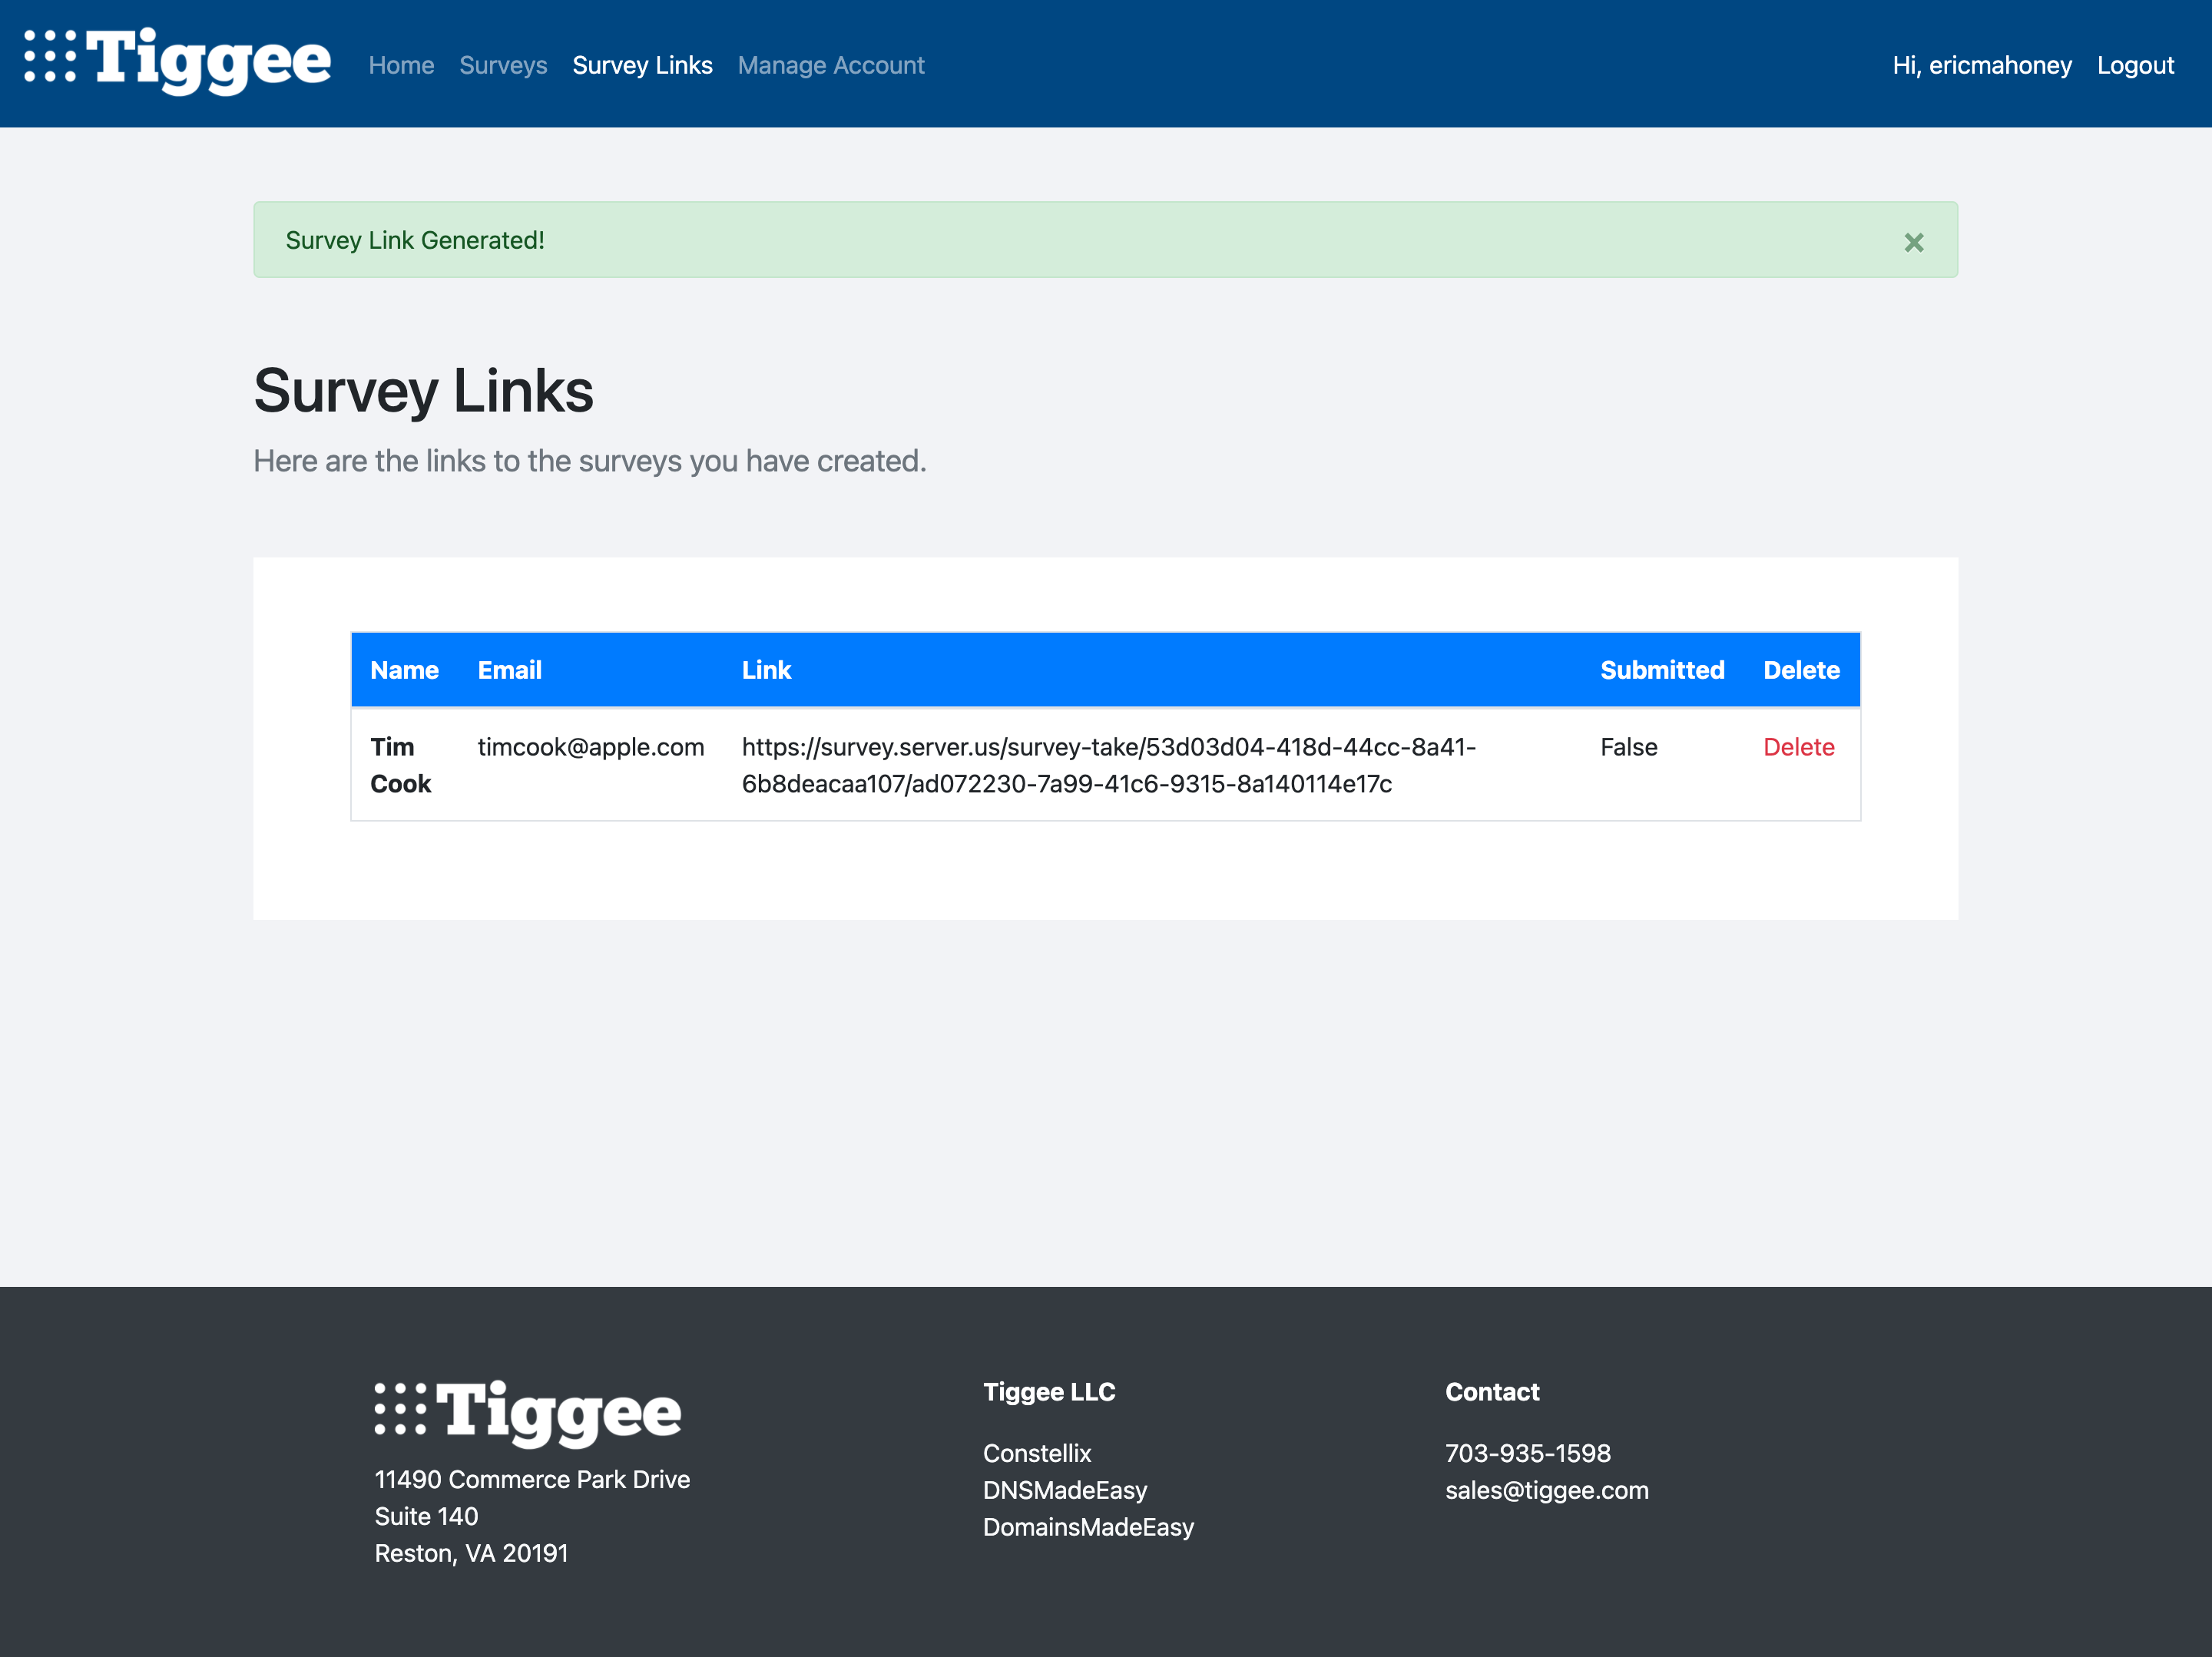 Tiggee Home Surveys Survey Links Manage Account Hi, ericmahoney Logout
Survey Link Generated! ×
Survey Links
Here are the links to the surveys you have created.
Name Email Link Submitted Delete
Tim timcook@apple.com https://survey.server.us/survey-take/53d03d04-418d-44cc-8a41- False Delete
Cook 6b8deacaa107/ad072230-7a99-41c6-9315-8a140114e17c
Tiggee
11490 Commerce Park Drive
Suite 140
Reston, VA 20191
Tiggee LLC
Constellix
DNSMadeEasy
DomainsMadeEasy
Contact
703-935-1598
sales@tiggee.com